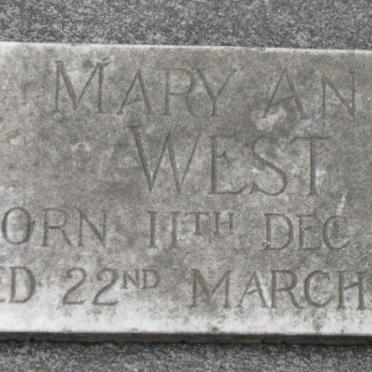 MARY AN
WEST
ORN 11TH DEC
ED 22ND MARCH